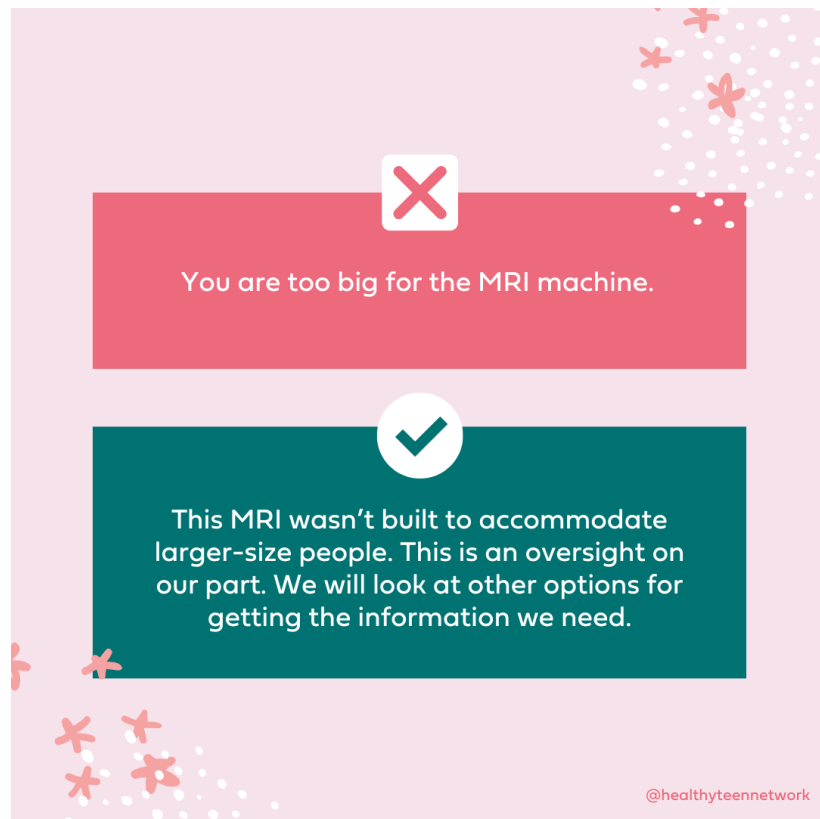 You are too big for the MRI machine.
This MRI wasn't built to accommodate
larger-size people. This is an oversight on
our part. We will look at other options for
getting the information we need.
@healthyteennetwork